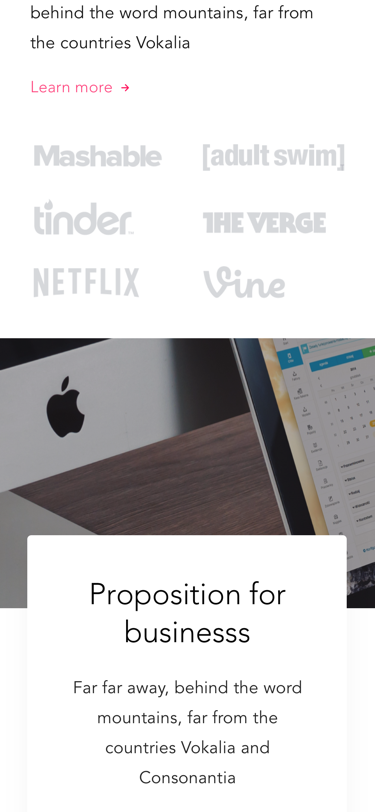 behind the word mountains, far from
the countries Vokalia
Learn more →
Mashable
[adult swim]
tinder
THE VERGE
NETFLIX
Vine
Proposition for
businesss
Far far away, behind the word
mountains, far from the
countries Vokalia and
Consonantia